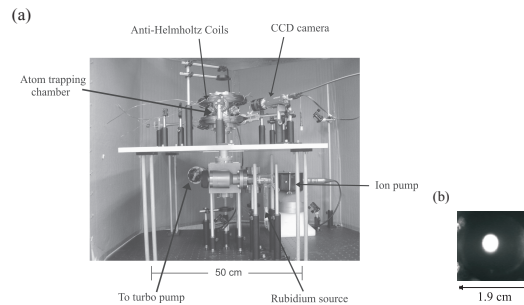 (a)
Anti-Helmholtz Coils
CCD camera
Atom trapping
chamber
Ion pump
(b)
50 cm
1.9 cm
To turbo pump
Rubidium source